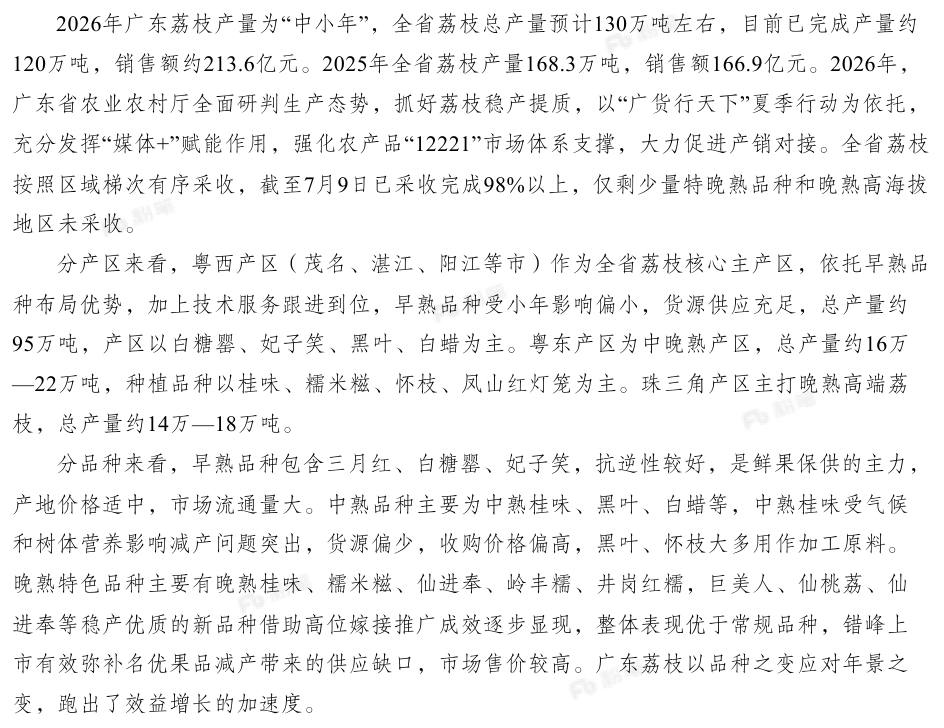 2026年广东荔枝产量为“中小年”，全省荔枝总产量预计130万吨左右，目前已完成产量约
120万吨，销售额约213.6亿元。2025年全省荔枝产量168.3万吨，销售额166.9亿元。2026年，
广东省农业农村厅全面研判生产态势，抓好荔枝稳产提质，以“广货行天下”夏季行动为依托，
充分发挥“媒体+”赋能作用，强化农产品“12221”市场体系支撑，大力促进产销对接。全省荔枝
按照区域梯次有序采收，截至7月9日已采收完成98%以上，仅剩少量特晚熟品种和晚熟高海拔
地区未采收。
分产区来看，粤西产区（茂名、湛江、阳江等市）作为全省荔枝核心主产区，依托早熟品
种布局优势，加上技术服务跟进到位，早熟品种受小年影响偏小，货源供应充足，总产量约
95万吨，产区以白糖罂、妃子笑、黑叶、白蜡为主。粤东产区为中晚熟产区，总产量约16万
—22万吨，种植品种以桂味、糯米糍、怀枝、凤山红灯笼为主。珠三角产区主打晚熟高端荔
枝，总产量约14万—18万吨。
分品种来看，早熟品种包含三月红、白糖罂、妃子笑，抗逆性较好，是鲜果保供的主力，
产地价格适中，市场流通量大。中熟品种主要为中熟桂味、黑叶、白蜡等，中熟桂味受气候
和树体营养影响减产问题突出，货源偏少，收购价格偏高，黑叶、怀枝大多用作加工原料。
晚熟特色品种主要有晚熟桂味、糯米糍、仙进奉、岭丰糯、井岗红糯，巨美人、仙桃荔、仙
进奉等稳产优质的新品种借助高位嫁接推广成效逐步显现，整体表现优于常规品种，错峰上
市有效弥补名优果品减产带来的供应缺口，市场售价较高。广东荔枝以品种之变应对年景之
变，跑出了效益增长的加速度。
Fb 粉笔
Fb 粉笔
Fb 粉笔
Fb 粉笔
Fb 粉笔
Fb 粉笔